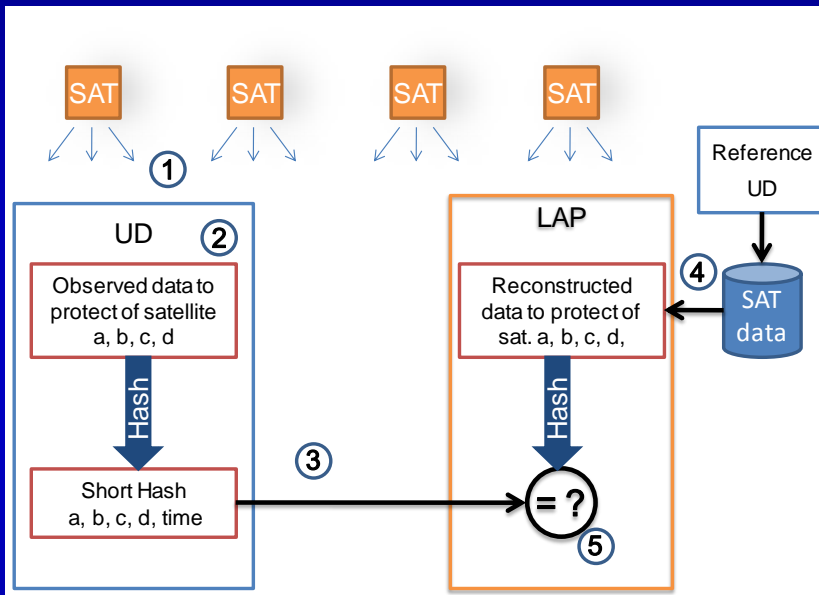 SAT
SAT
SAT
SAT
①
Reference
UD
UD
②
LAP
Observed data to
protect of satellite
a, b, c, d
Reconstructed
data to protect of
sat. a, b, c, d,
④
SAT
data
Hash
Hash
③
Short Hash
a, b, c, d, time
= ?
⑤